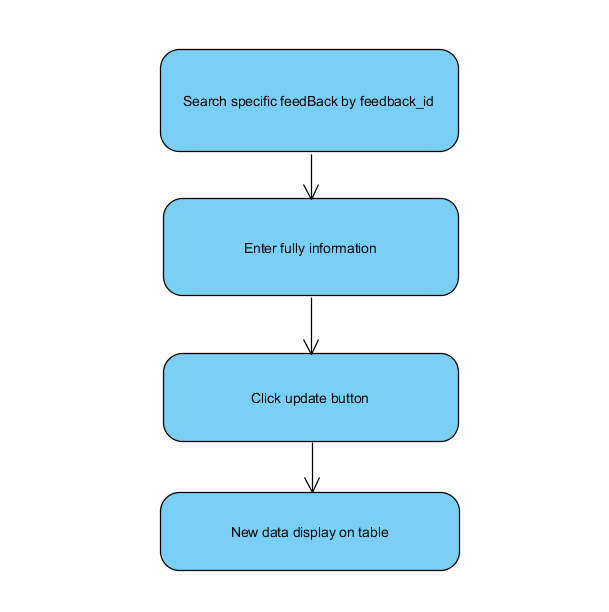 Search specific feedBack by feedback_id
Enter fully information
Click update button
New data display on table